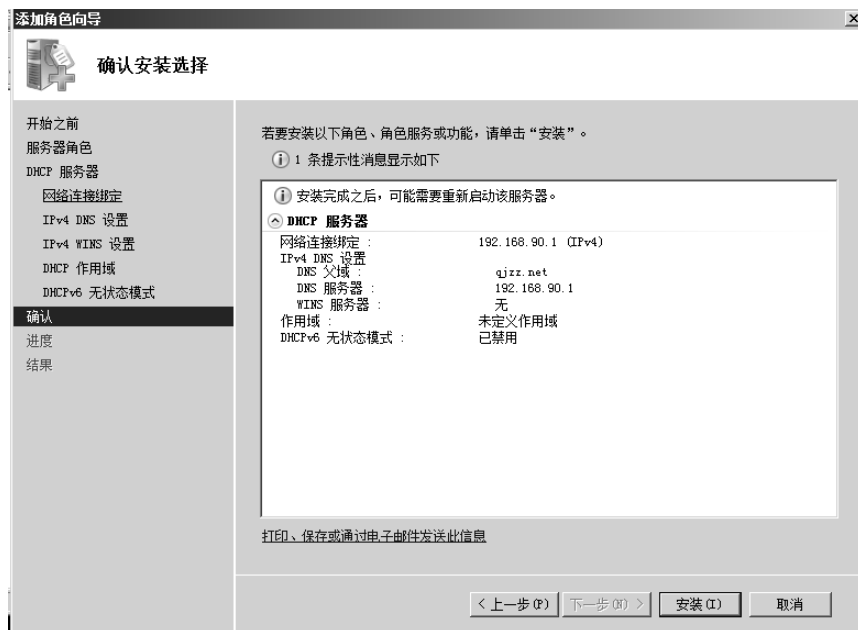 添加角色向导
确认安装选择
开始之前
服务器角色
DHCP 服务器
网络连接绑定
IPv4 DNS 设置
IPv4 WINS 设置
DHCP 作用域
DHCPv6 无状态模式
确认
进度
结果
若要安装以下角色、角色服务或功能，请单击“安装”。
1 条提示性消息显示如下
安装完成之后，可能需要重新启动该服务器。
DHCP 服务器
网络连接绑定 : 192.168.90.1 (IPv4)
IPv4 DNS 设置
DNS 父域 : qjzz.net
DNS 服务器 : 192.168.90.1
WINS 服务器 : 无
作用域 : 未定义作用域
DHCPv6 无状态模式 : 已禁用
打印、保存或通过电子邮件发送此信息
< 上一步(P) 下一步(N) > 安装(I) 取消